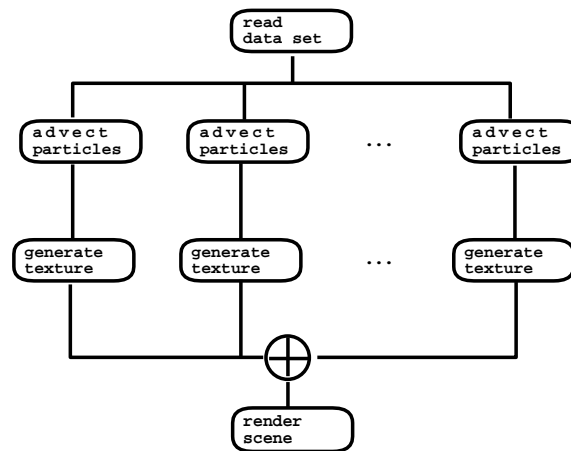 read
data set
advect
particles
advect
particles
...
advect
particles
generate
texture
generate
texture
...
generate
texture
render
scene